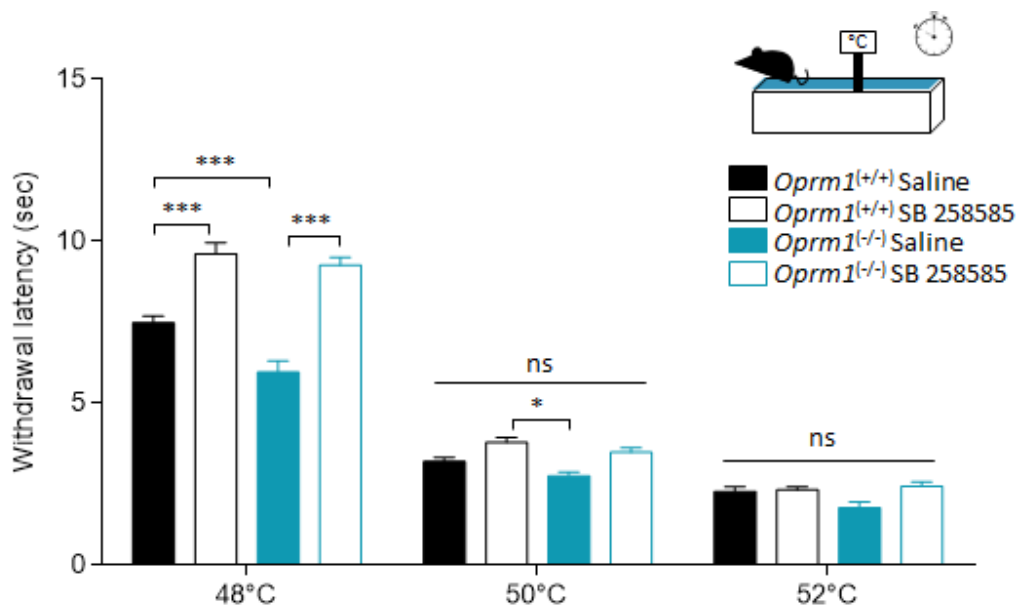 °C
Oprm1(+/+) Saline
Oprm1(+/+) SB 258585
Oprm1(-/-) Saline
Oprm1(-/-) SB 258585
Withdrawal latency (sec)
15
10
5
0
***
***
***
ns
*
ns
48°C
50°C
52°C